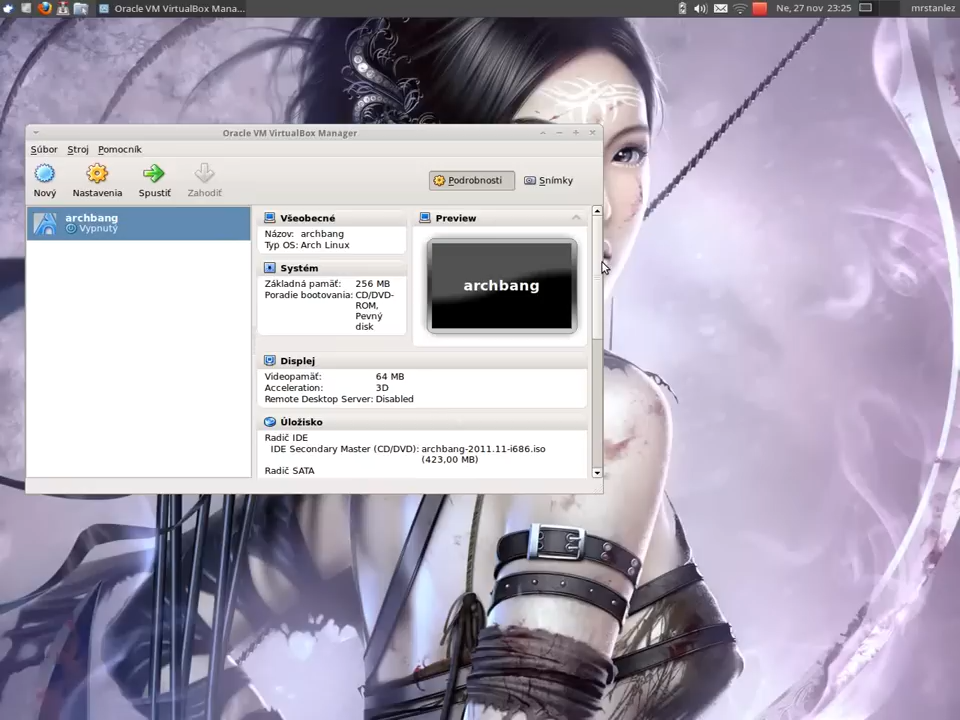 Oracle VM VirtualBox Mana...
Ne, 27 nov 23:25
mrstanlez
Oracle VM VirtualBox Manager
Súbor Stroj Pomocník
Nový Nastavenia Spustiť Zahodiť
Podrobnosti Snímky
archbang
Vypnutý
Všeobecné
Názov: archbang
Typ OS: Arch Linux
Systém
Základná pamäť: 256 MB
Poradie bootovania: CD/DVD-
ROM,
Pevný
disk
Preview
archbang
Displej
Videopamäť: 64 MB
Acceleration: 3D
Remote Desktop Server: Disabled
Úložisko
Radič IDE
IDE Secondary Master (CD/DVD): archbang-2011.11-i686.iso
(423,00 MB)
Radič SATA